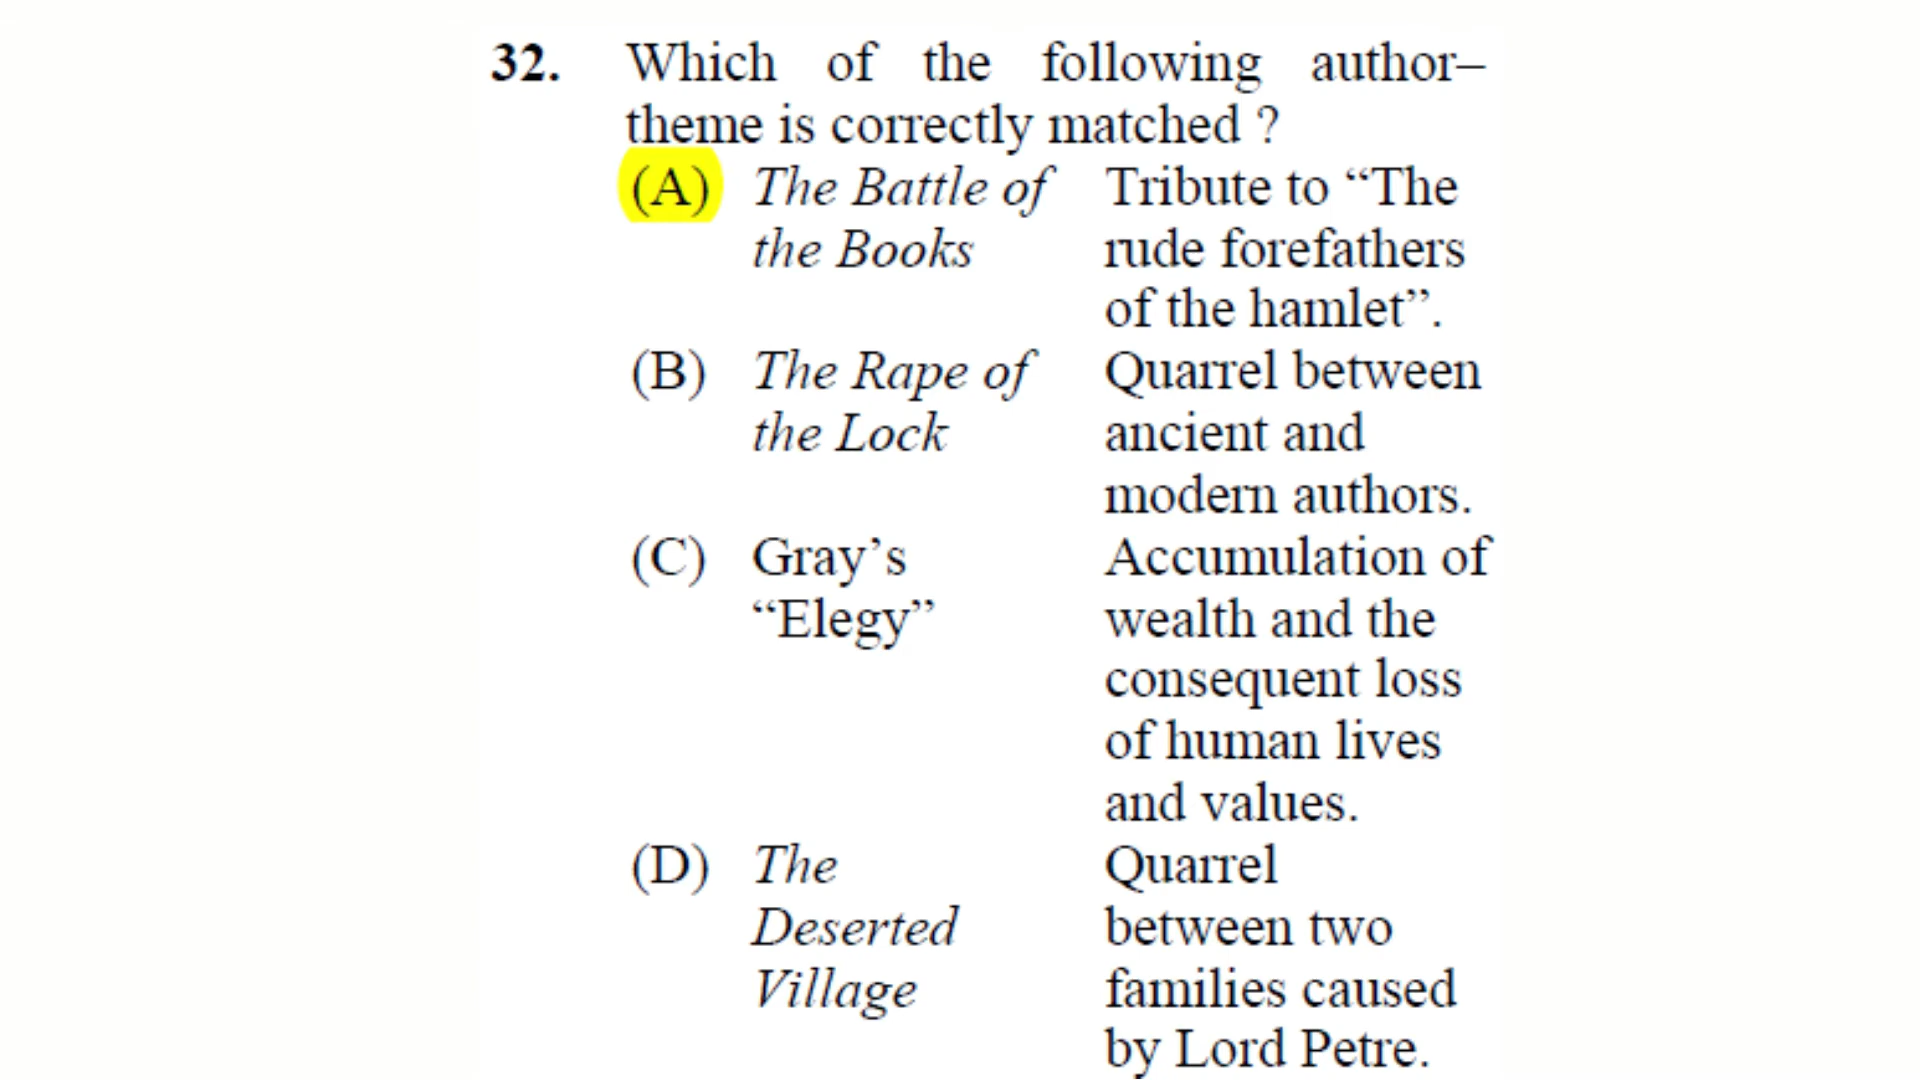 32. Which of the following author–
theme is correctly matched ?
(A) The Battle of Tribute to “The
the Books rude forefathers
of the hamlet”.
(B) The Rape of Quarrel between
the Lock ancient and
modern authors.
(C) Gray’s Accumulation of
“Elegy” wealth and the
consequent loss
of human lives
and values.
(D) The Quarrel
Deserted between two
Village families caused
by Lord Petre.